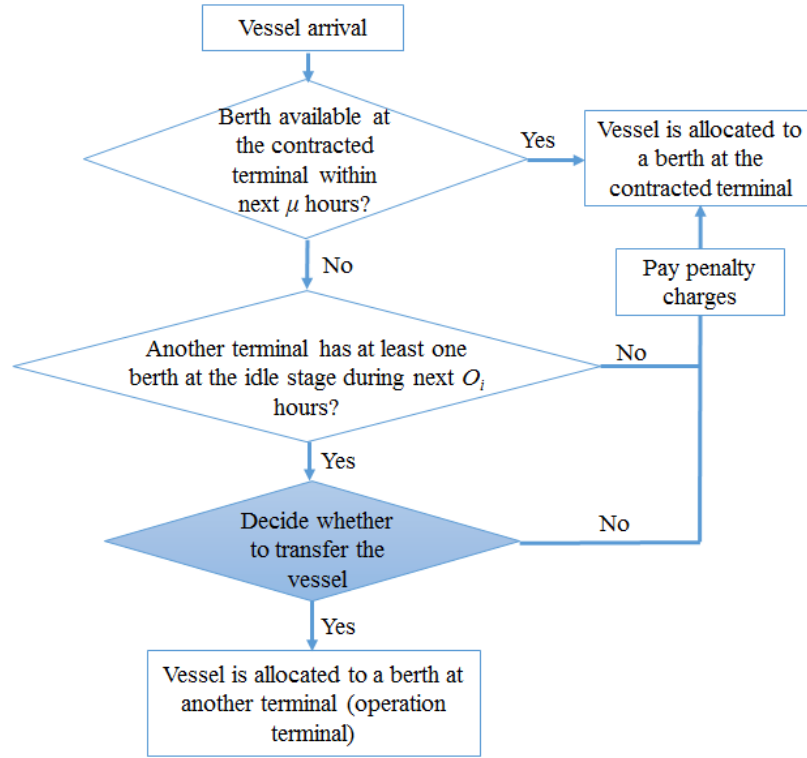 Vessel arrival
Berth available at
the contracted
terminal within
next μ hours?
Yes
Vessel is allocated to
a berth at the
contracted terminal
No
Pay penalty
charges
Another terminal has at least one
berth at the idle stage during next Oᵢ
hours?
No
Yes
Decide whether
to transfer the
vessel
No
Yes
Vessel is allocated to a berth at
another terminal (operation
terminal)